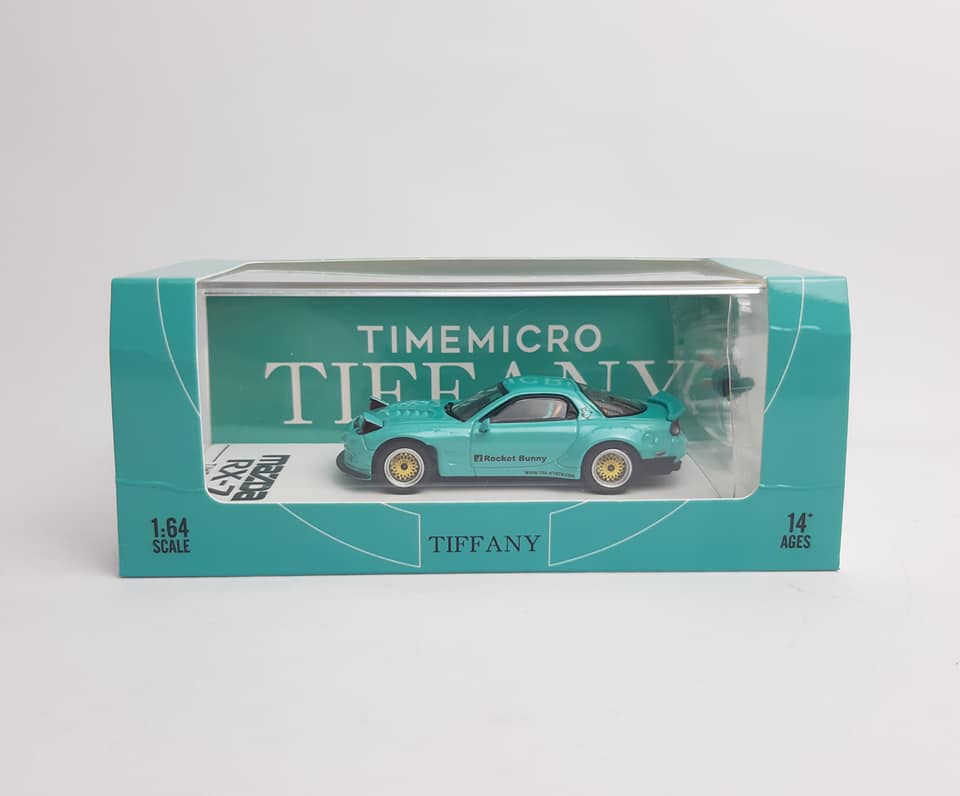 TIMEMICRO
TIFFANY
Rocket Bunny
mazda
RX-7
1:64
SCALE
TIFFANY
14+
AGES